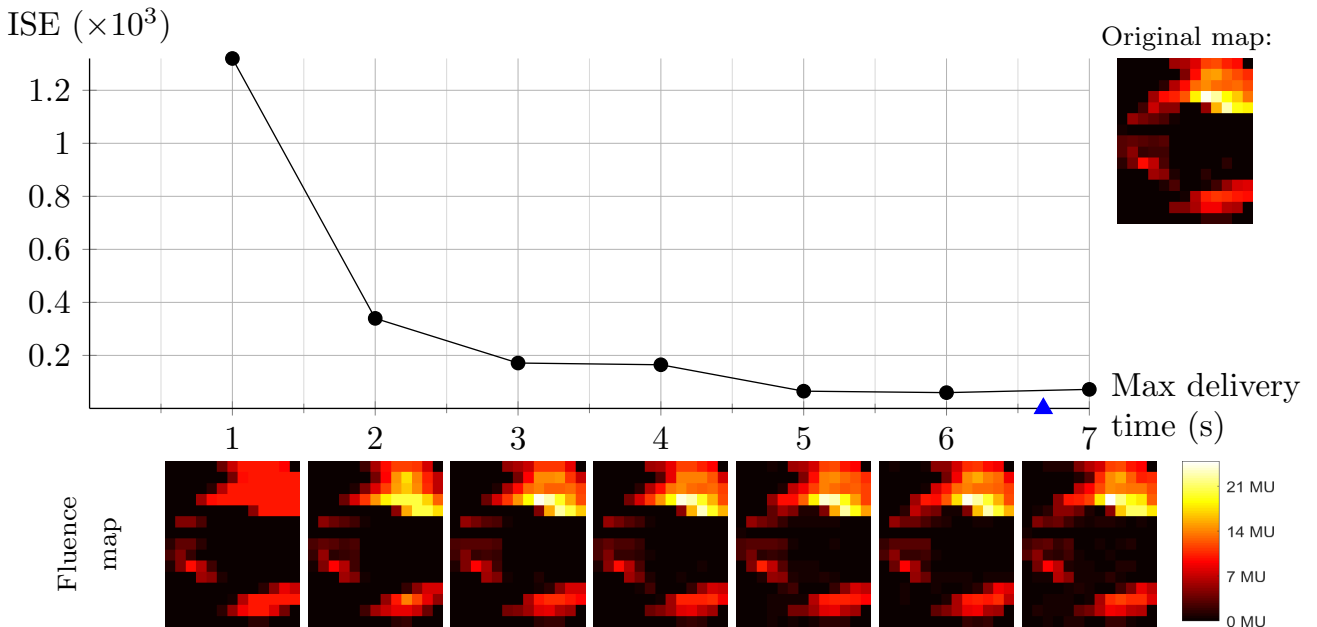 ISE (×10³)
Original map:
1.2
1
0.8
0.6
0.4
0.2
Max delivery
time (s)
1 2 3 4 5 6 7
Fluence
map
21 MU
14 MU
7 MU
0 MU